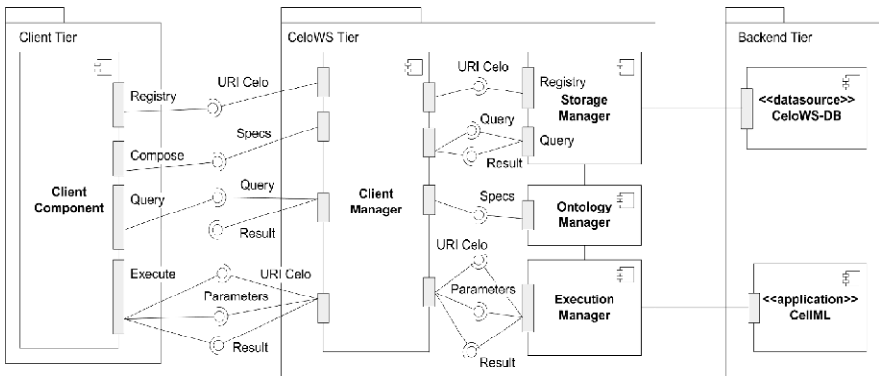 Client Tier
CeloWS Tier
Backend Tier
Registry
URI Celo
Compose
Specs
Client
Component
Query
Query
Result
Execute
URI Celo
Parameters
Result
Client
Manager
URI Celo
Registry
Storage
Manager
Query
Query
Result
Specs
Ontology
Manager
URI Celo
Parameters
Execution
Manager
Result
<<datasource>>
CeloWS-DB
<<application>>
CellML